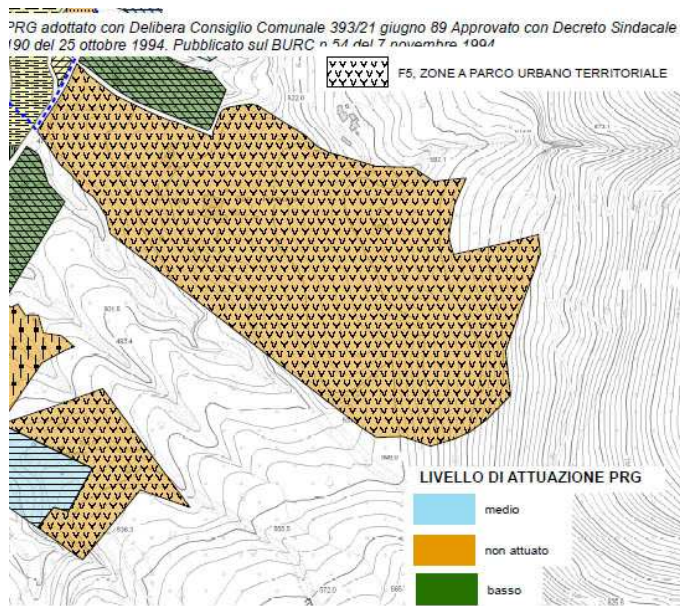 PRG adottato con Delibera Consiglio Comunale 393/21 giugno 89 Approvato con Decreto Sindacale
190 del 25 ottobre 1994. Pubblicato sul BURC n.54 del 7 novembre 1994
F5, ZONE A PARCO URBANO TERRITORIALE
LIVELLO DI ATTUAZIONE PRG
medio
non attuato
basso